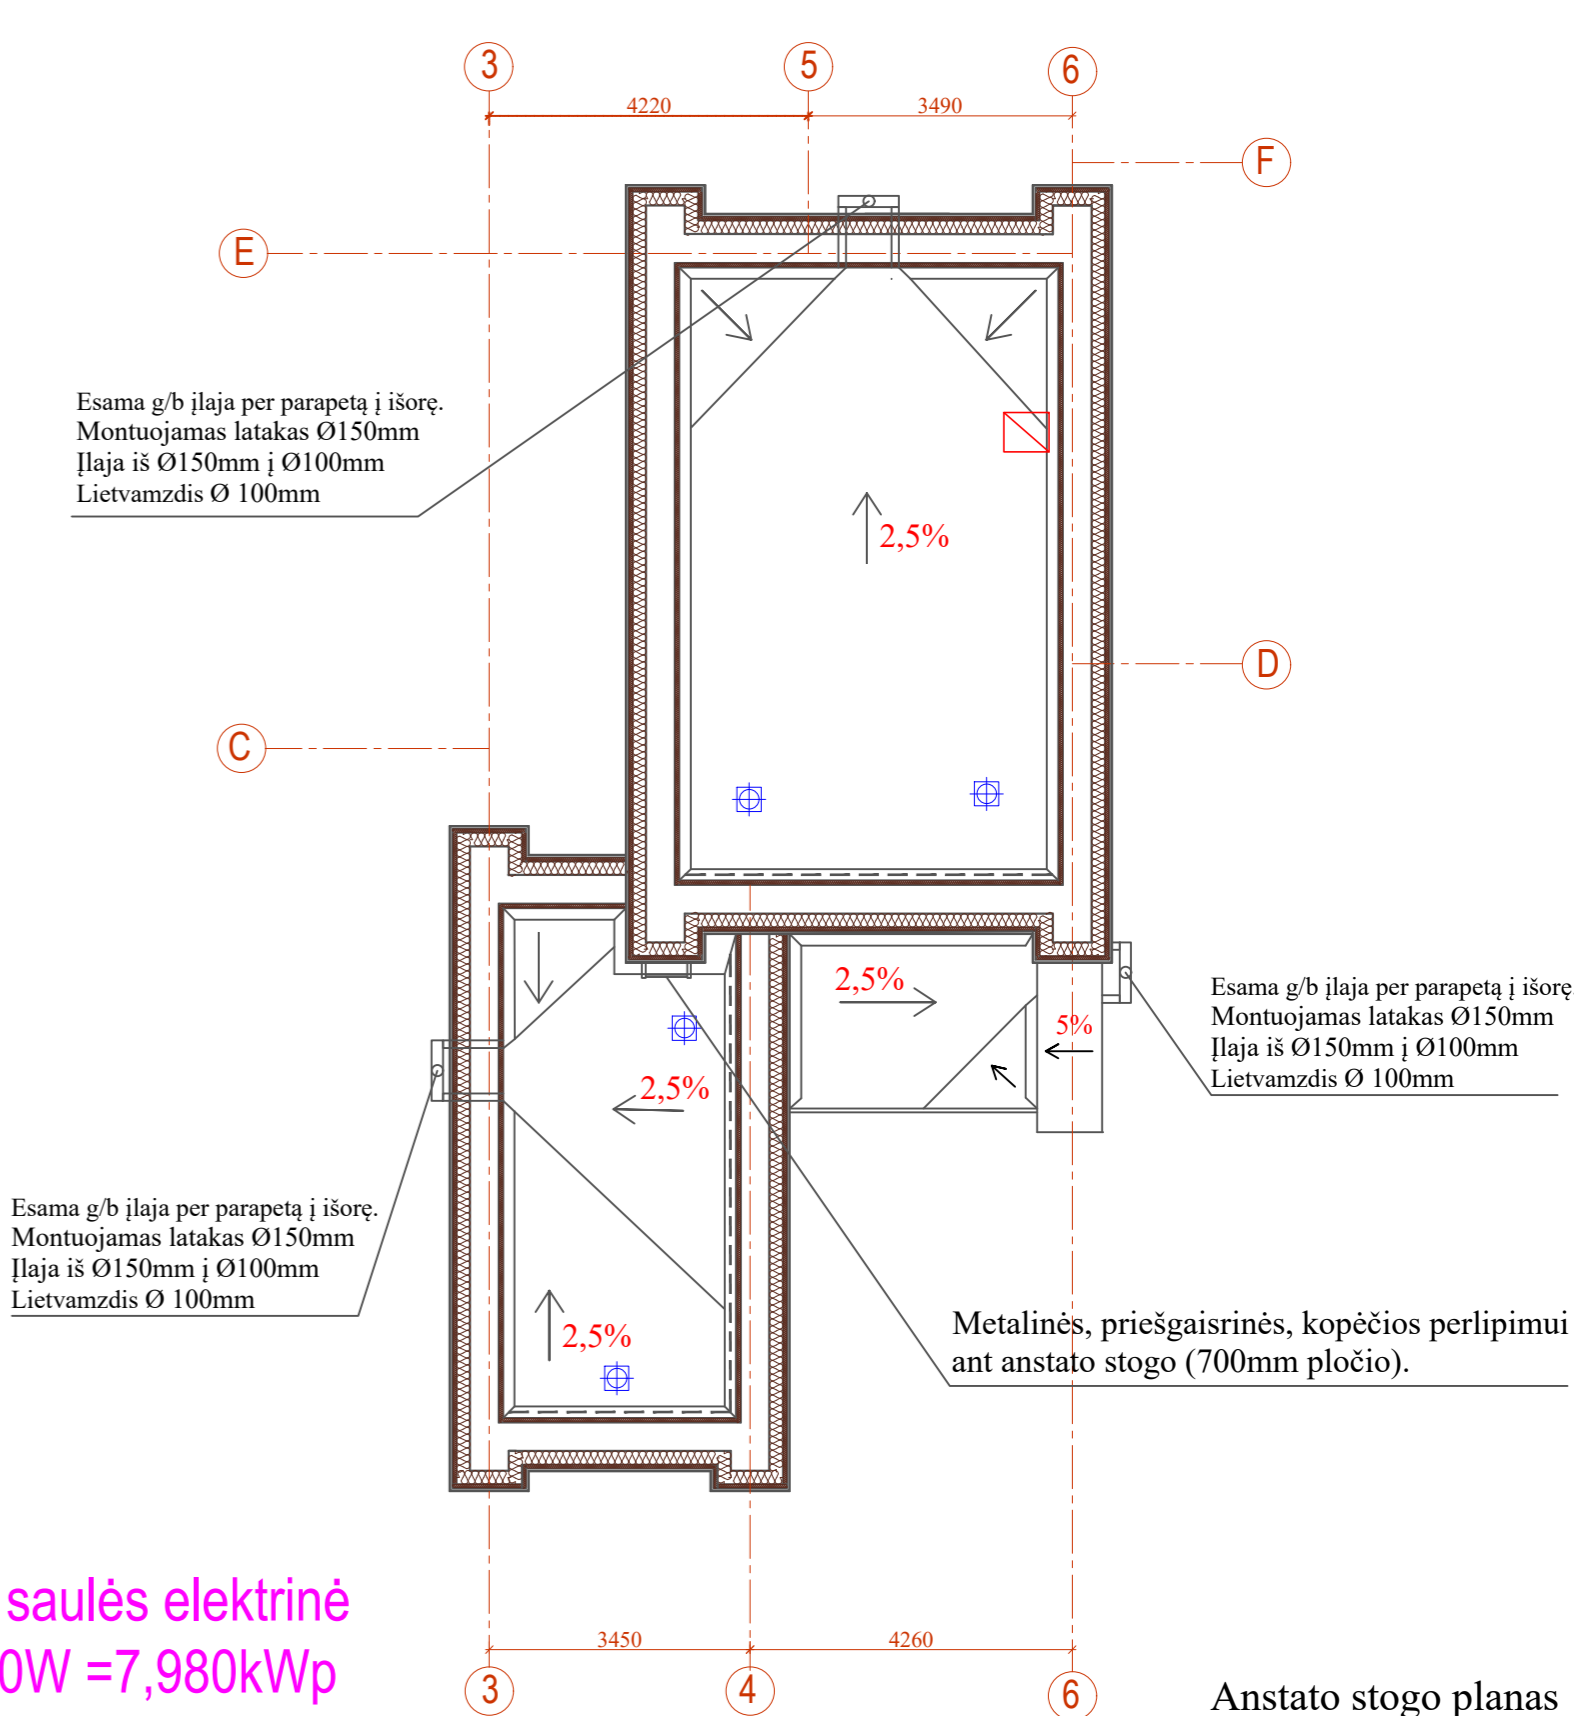 3
5
6
4220
3490
F
E
Esama g/b įlaja per parapetą į išorę.
Montuojamas latakas Ø150mm
Įlaja iš Ø150mm į Ø100mm
Lietvamzdis Ø 100mm
2,5%
D
C
2,5%
5%
Esama g/b įlaja per parapetą į išorę.
Montuojamas latakas Ø150mm
Įlaja iš Ø150mm į Ø100mm
Lietvamzdis Ø 100mm
2,5%
Esama g/b įlaja per parapetą į išorę.
Montuojamas latakas Ø150mm
Įlaja iš Ø150mm į Ø100mm
Lietvamzdis Ø 100mm
2,5%
Metalinės, priešgaisrinės, kopėčios perlipimui
ant anstato stogo (700mm pločio).
saulės elektrinė
0W =7,980kWp
3450
4260
3
4
6
Anstato stogo planas